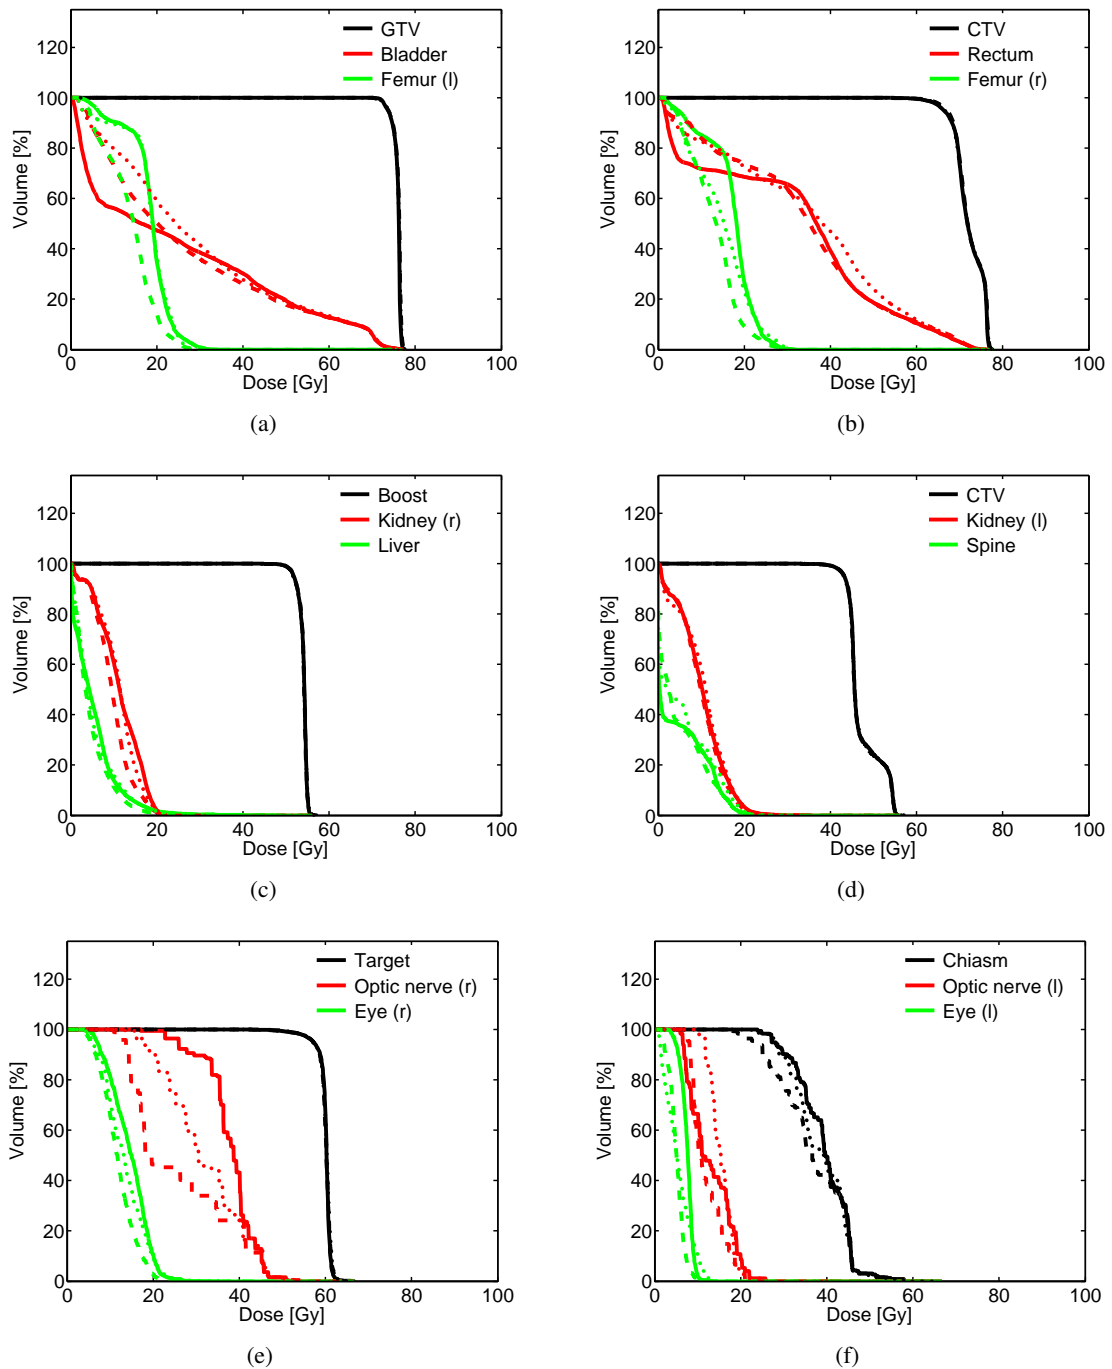 GTV
Bladder
Femur (l)
120
100
80
60
40
20
0
Volume [%]
0 20 40 60 80 100
Dose [Gy]
(a)
CTV
Rectum
Femur (r)
120
100
80
60
40
20
0
Volume [%]
0 20 40 60 80 100
Dose [Gy]
(b)
Boost
Kidney (r)
Liver
120
100
80
60
40
20
0
Volume [%]
0 20 40 60 80 100
Dose [Gy]
(c)
CTV
Kidney (l)
Spine
120
100
80
60
40
20
0
Volume [%]
0 20 40 60 80 100
Dose [Gy]
(d)
Target
Optic nerve (r)
Eye (r)
120
100
80
60
40
20
0
Volume [%]
0 20 40 60 80 100
Dose [Gy]
(e)
Chiasm
Optic nerve (l)
Eye (l)
120
100
80
60
40
20
0
Volume [%]
0 20 40 60 80 100
Dose [Gy]
(f)